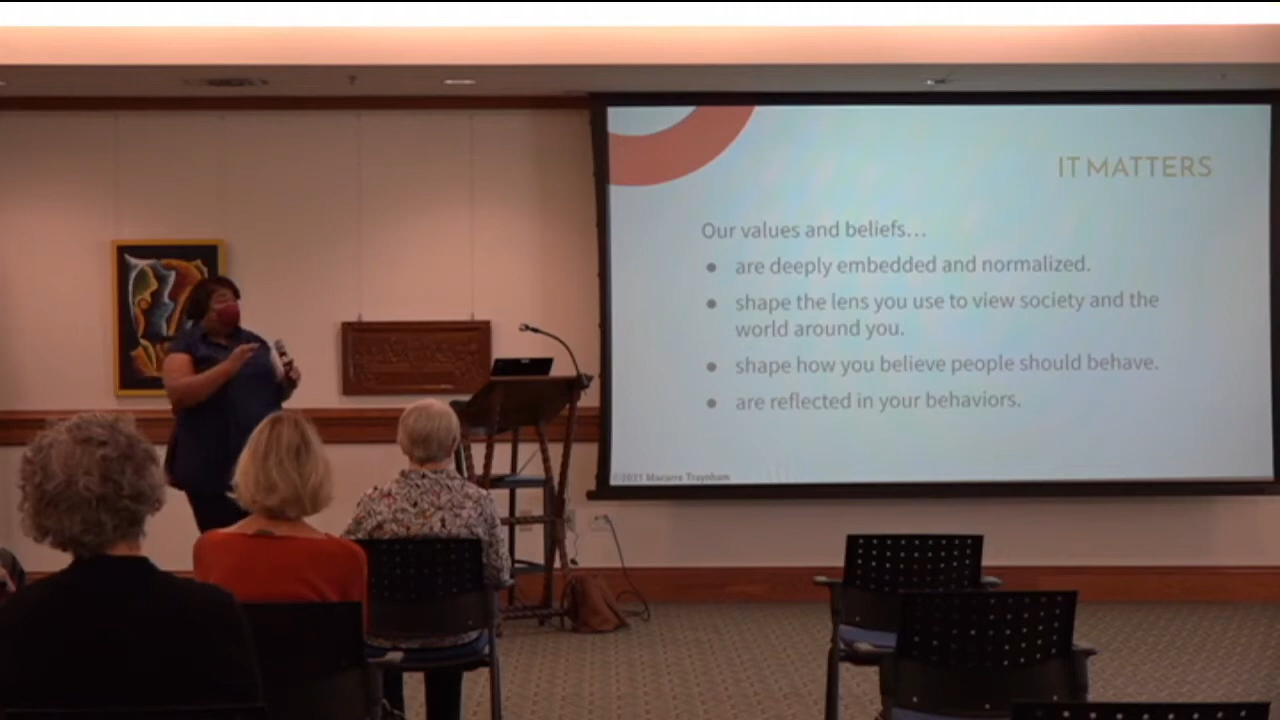 IT MATTERS
Our values and beliefs…
● are deeply embedded and normalized.
● shape the lens you use to view society and the
world around you.
● shape how you believe people should behave.
● are reflected in your behaviors.
©2021 Macarre Traynham